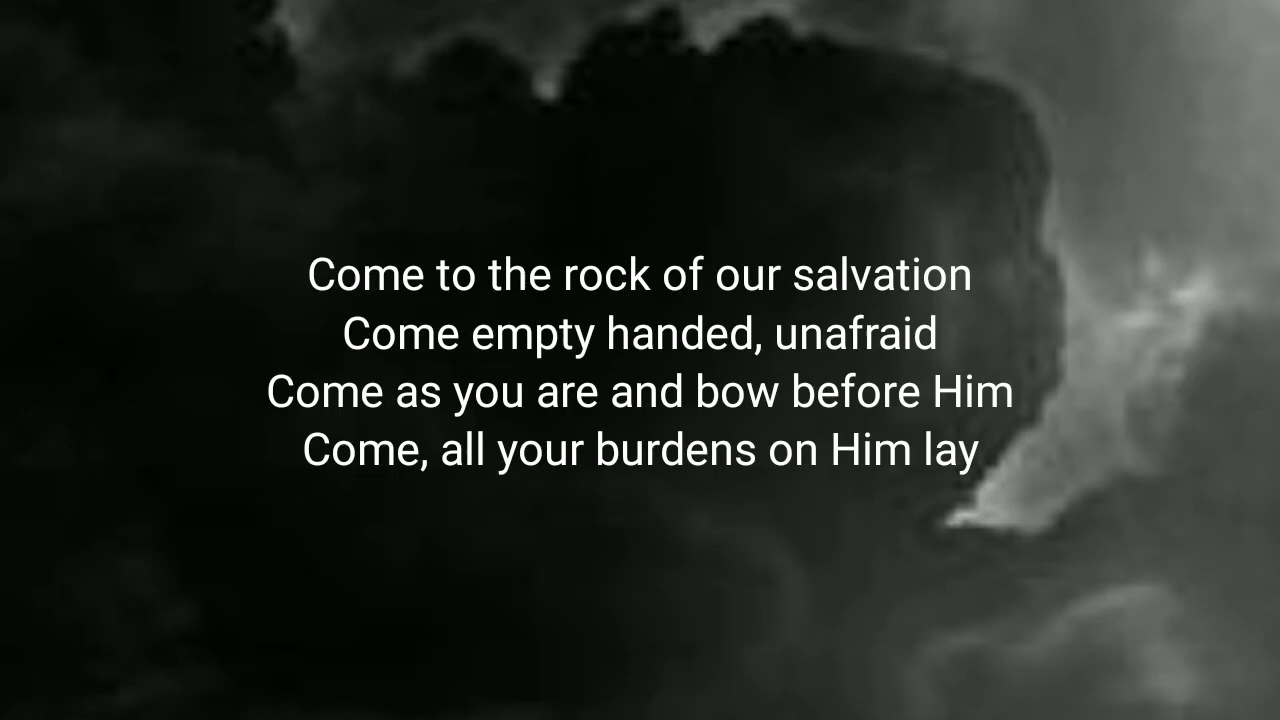 Come to the rock of our salvation
Come empty handed, unafraid
Come as you are and bow before Him
Come, all your burdens on Him lay